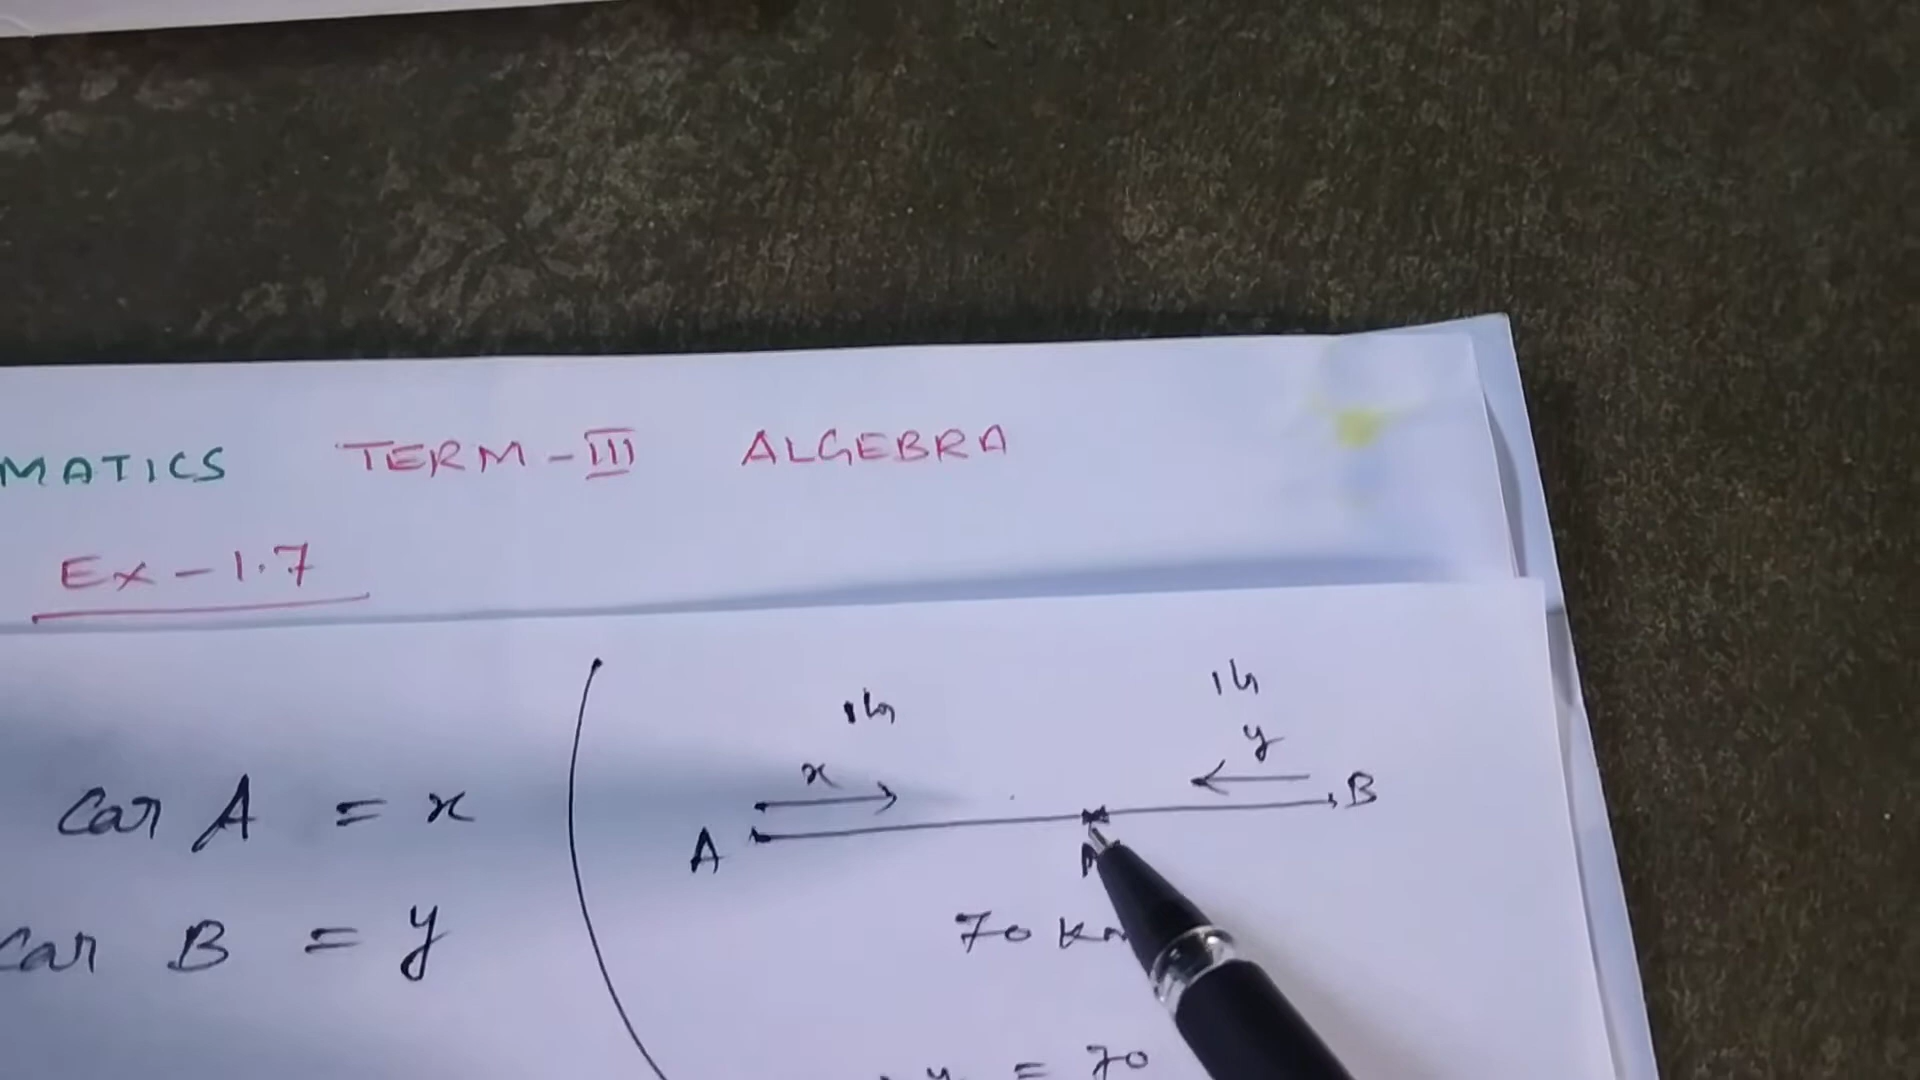 MATICS TERM-III ALGEBRA
Ex-1.7
1h 1h
x y
car A = x
A B
car B = y
70
y = 70